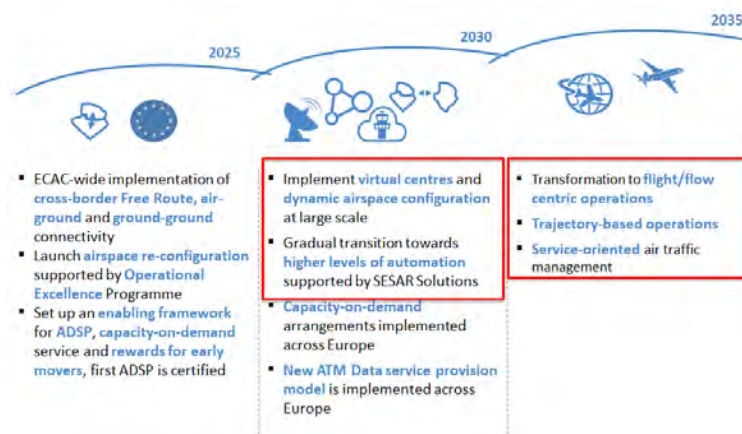 2025
2030
2035
▪ ECAC-wide implementation of
cross-border Free Route, air-
ground and ground-ground
connectivity
▪ Launch airspace re-configuration
supported by Operational
Excellence Programme
▪ Set up an enabling framework
for ADSP, capacity-on-demand
service and rewards for early
movers, first ADSP is certified
▪ Implement virtual centres and
dynamic airspace configuration
at large scale
▪ Gradual transition towards
higher levels of automation
supported by SESAR Solutions
▪ Capacity-on-demand
arrangements implemented
across Europe
▪ New ATM Data service provision
model is implemented across
Europe
▪ Transformation to flight/flow
centric operations
▪ Trajectory-based operations
▪ Service-oriented air traffic
management